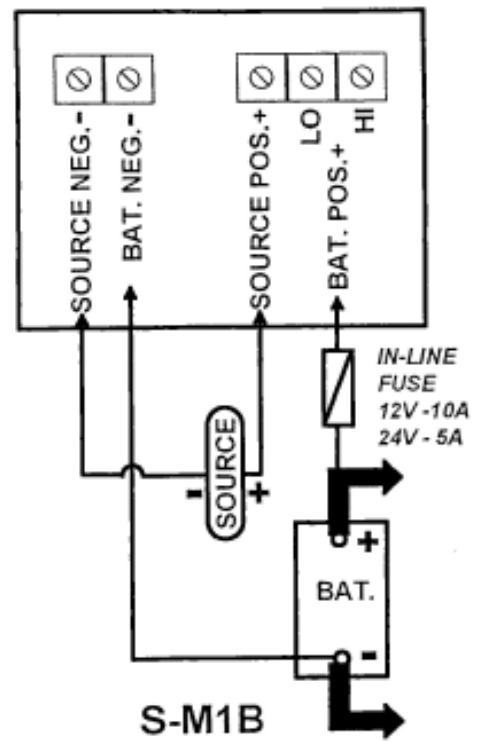 SOURCE NEG.-
BAT. NEG.-
SOURCE POS.+
LO
BAT. POS.+
HI
IN-LINE
FUSE
12V -10A
24V - 5A
- SOURCE +
+
BAT.
-
S-M1B